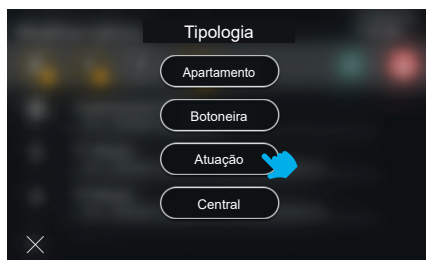 Tipologia
Apartamento
Botoneira
Atuação
Central